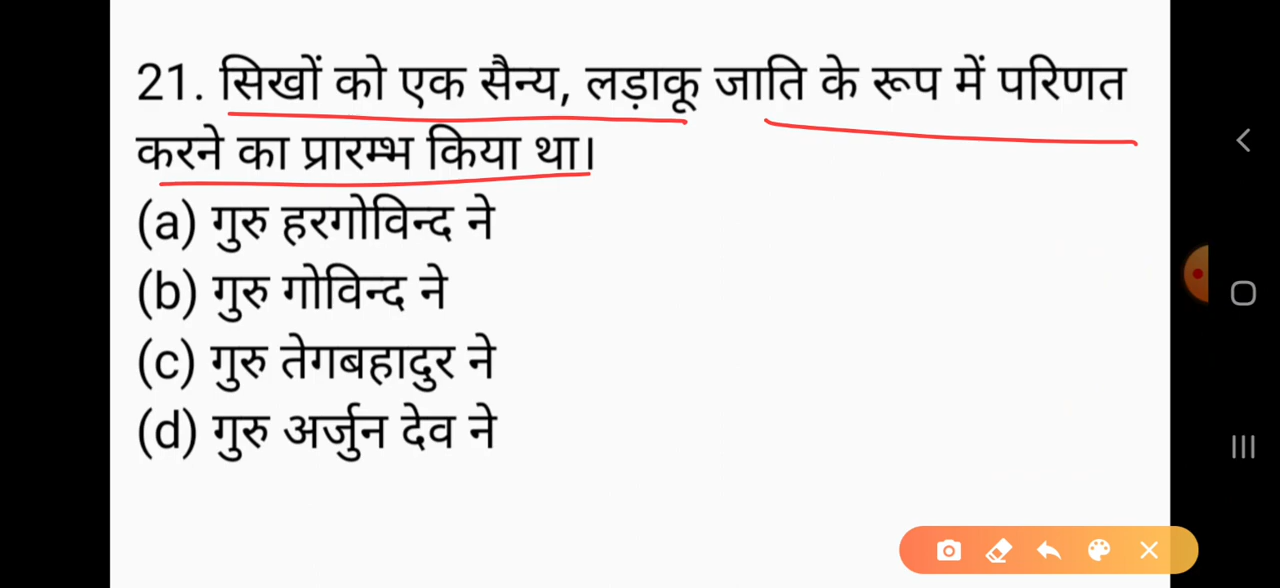 21. सिखों को एक सैन्य, लड़ाकू जाति के रूप में परिणत
करने का प्रारम्भ किया था।
(a) गुरु हरगोविन्द ने
(b) गुरु गोविन्द ने
(c) गुरु तेगबहादुर ने
(d) गुरु अर्जुन देव ने